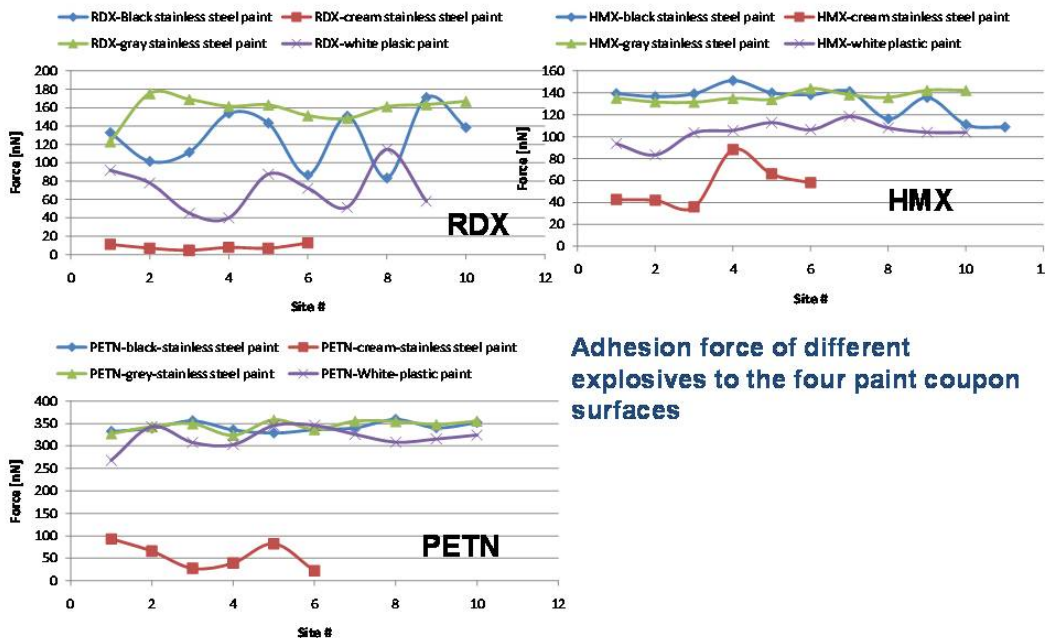 RDX-Black stainless steel paint RDX-cream stainless steel paint
RDX-gray stainless steel paint RDX-white plasic paint
200
180
160
140
120
100
80
60
40
20
0
Force [nN]
0 2 4 6 8 10 12
Site #
RDX
HMX-black stainless steel paint HMX-cream stainless steel paint
HMX-gray stainless steel paint HMX-white plastic paint
160
140
120
100
80
60
40
20
0
Force [nN]
0 2 4 6 8 10 1
Site #
HMX
PETN-black-stainless steel paint PETN-cream-stainless steel paint
PETN-grey-stainless steel paint PETN-White-plastic paint
400
350
300
250
200
150
100
50
0
Force [nN]
0 2 4 6 8 10 12
Site #
PETN
Adhesion force of different
explosives to the four paint coupon
surfaces